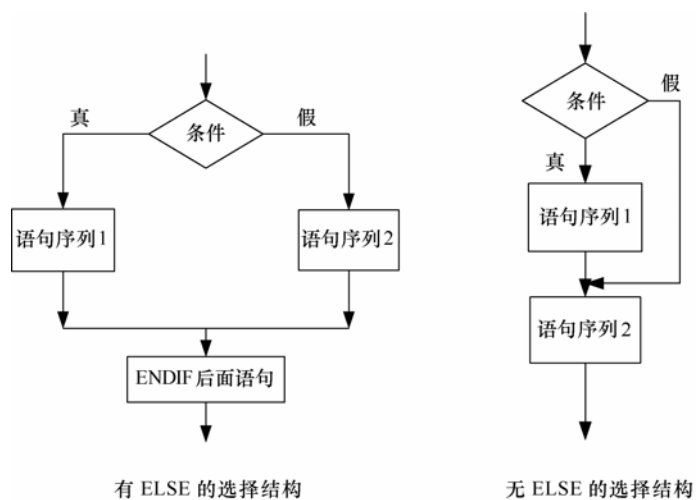 真
条件
假
语句序列1
语句序列2
ENDIF后面语句
有 ELSE 的选择结构
条件
假
真
语句序列1
语句序列2
无 ELSE 的选择结构